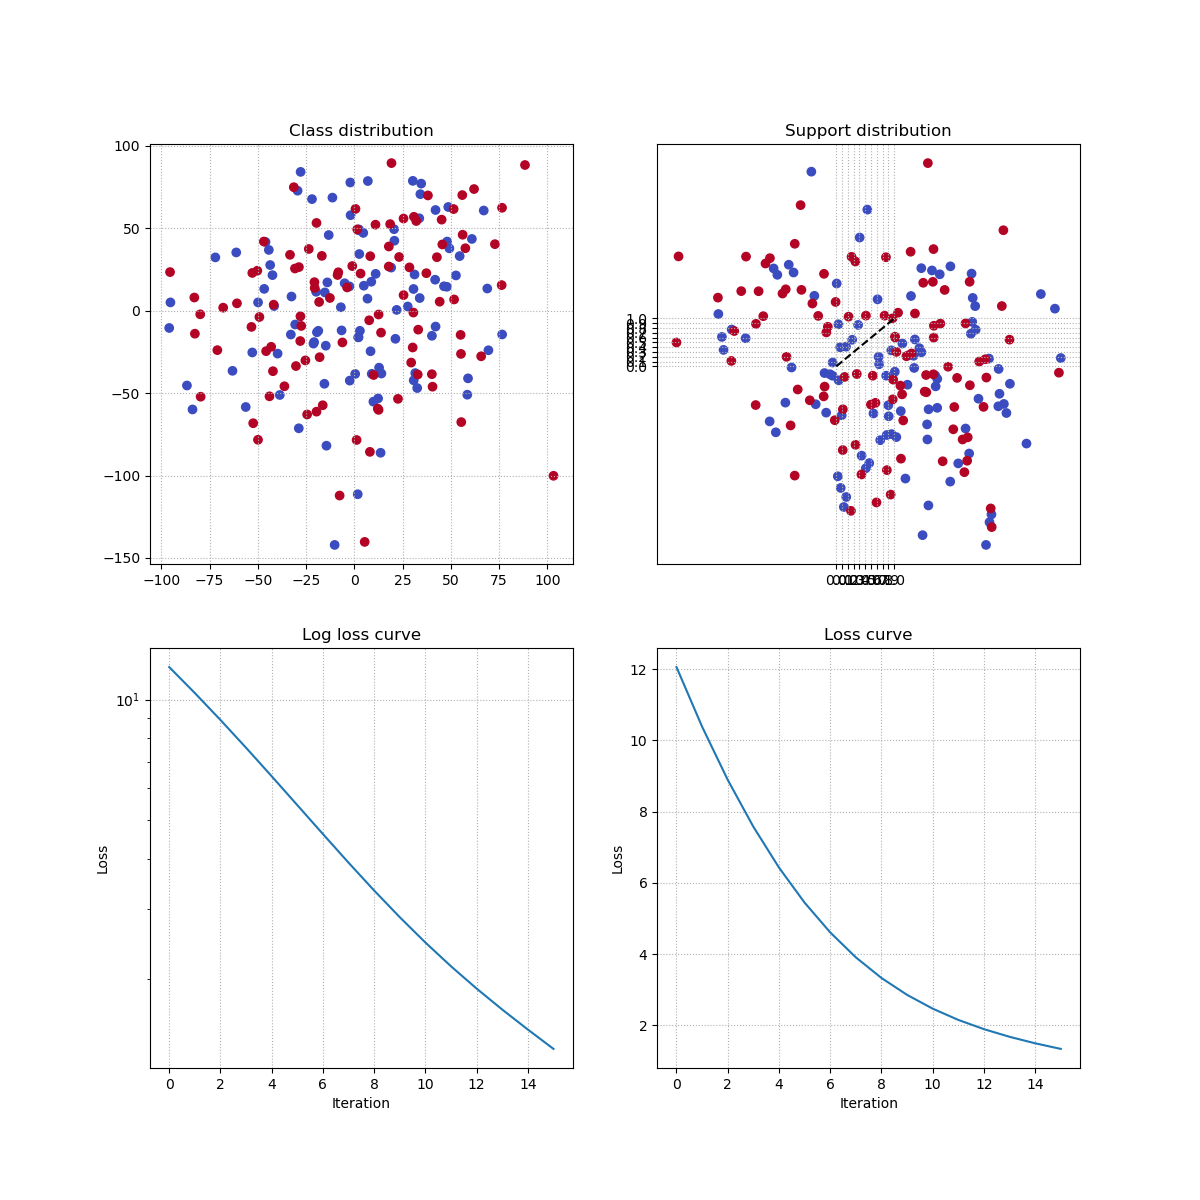 Class distribution
100
50
0
−50
−100
−150
−100 −75 −50 −25 0 25 50 75 100
Support distribution
1.0
0.0
Log loss curve
10¹
Loss
0 2 4 6 8 10 12 14
Iteration
Loss curve
12
10
8
6
4
2
Loss
0 2 4 6 8 10 12 14
Iteration